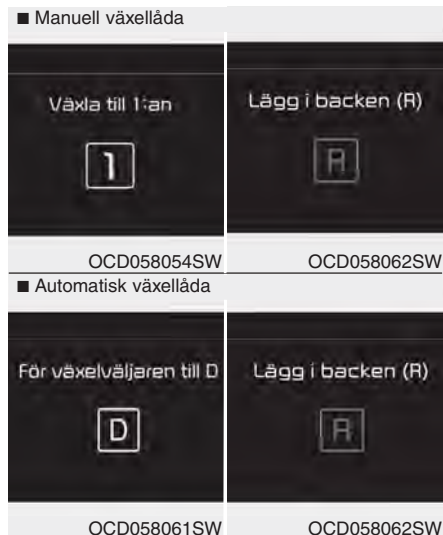 ■ Manuell växellåda
Växla till 1:an
1
Lägg i backen (R)
R
OCD058054SW
OCD058062SW
■ Automatisk växellåda
För växelväljaren till D
D
Lägg i backen (R)
R
OCD058061SW
OCD058062SW